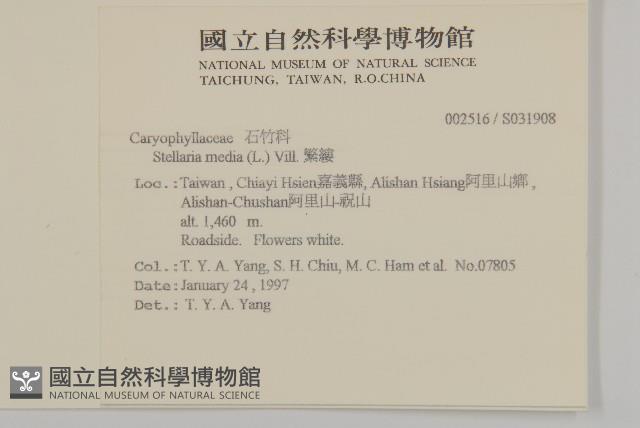 國立自然科學博物館
NATIONAL MUSEUM OF NATURAL SCIENCE
TAICHUNG, TAIWAN, R.O.CHINA
002516 / S031908
Caryophyllaceae 石竹科
Stellaria media (L.) Vill. 繁縷
Loc.:Taiwan , Chiayi Hsien嘉義縣, Alishan Hsiang阿里山鄉 ,
Alishan-Chushan阿里山-祝山
alt. 1,460 m.
Roadside. Flowers white.
Col.:T. Y. A. Yang, S. H. Chiu, M. C. Ham et al. No.07805
Date:January 24 , 1997
Det.: T. Y. A. Yang
國立自然科學博物館
NATIONAL MUSEUM OF NATURAL SCIENCE